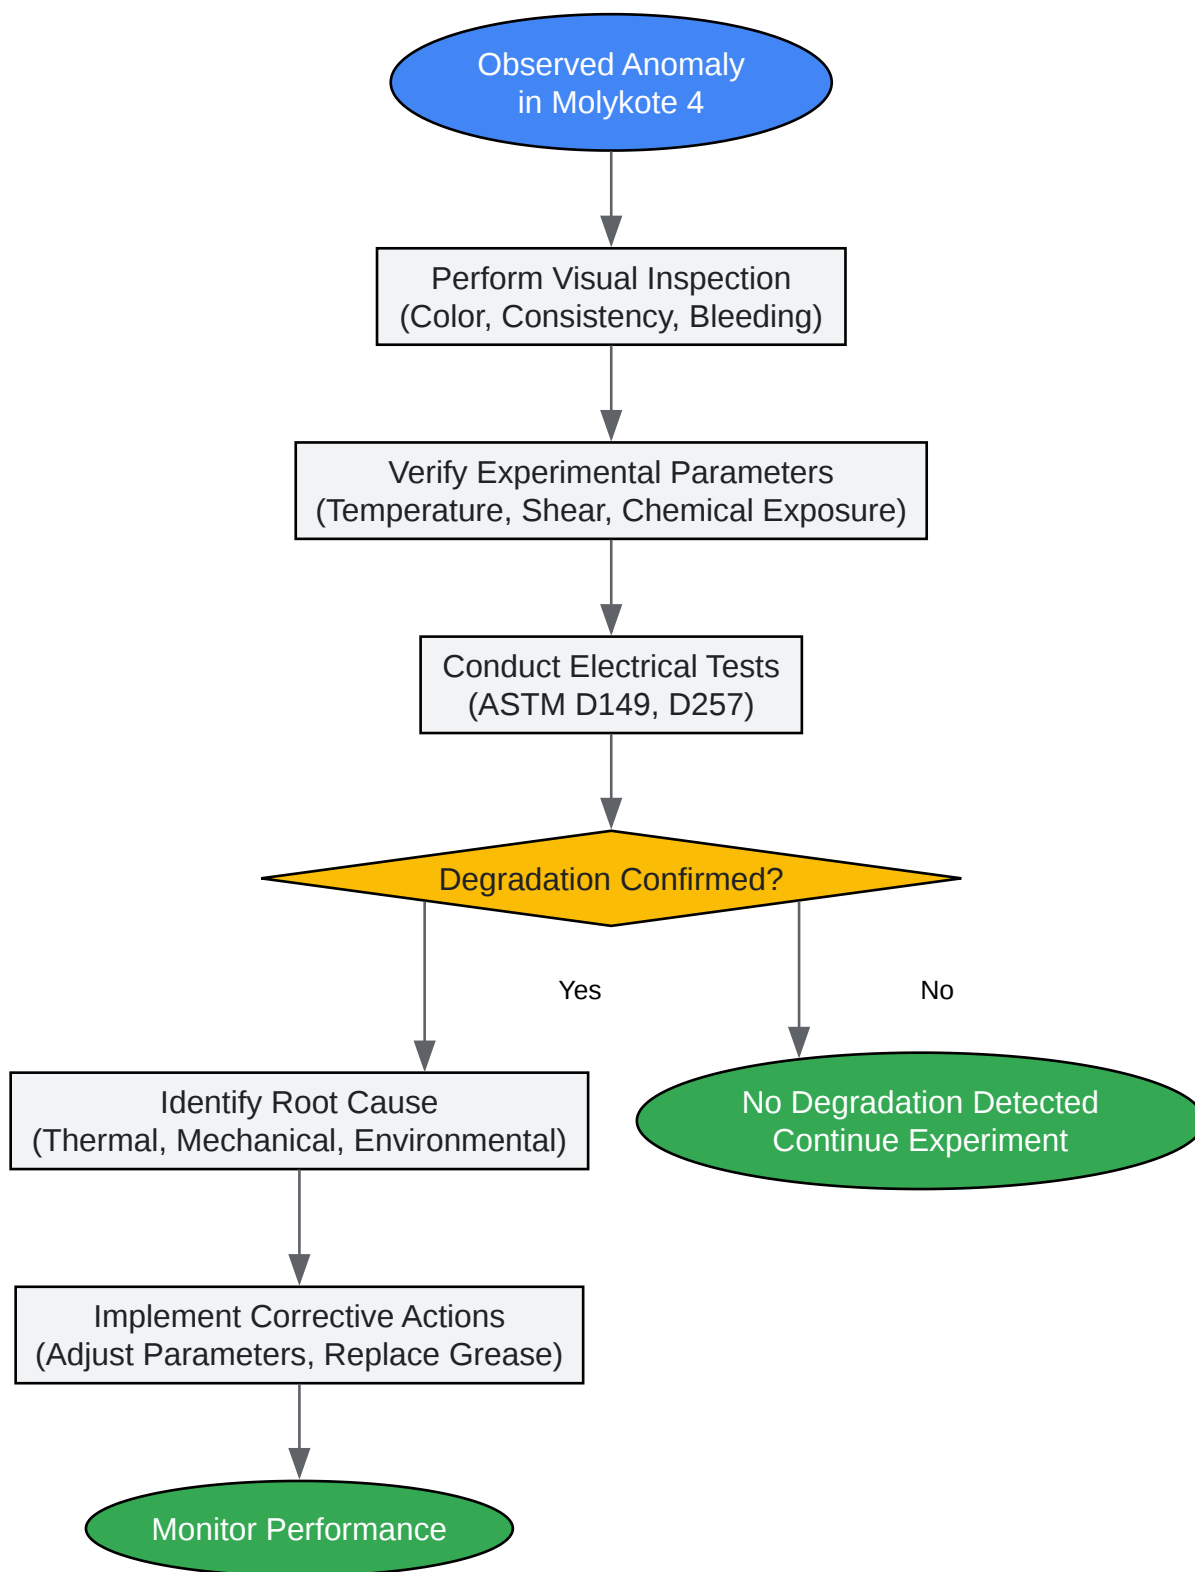 Observed Anomaly
in Molykote 4
Perform Visual Inspection
(Color, Consistency, Bleeding)
Verify Experimental Parameters
(Temperature, Shear, Chemical Exposure)
Conduct Electrical Tests
(ASTM D149, D257)
Degradation Confirmed?
Yes
No
Identify Root Cause
(Thermal, Mechanical, Environmental)
No Degradation Detected
Continue Experiment
Implement Corrective Actions
(Adjust Parameters, Replace Grease)
Monitor Performance